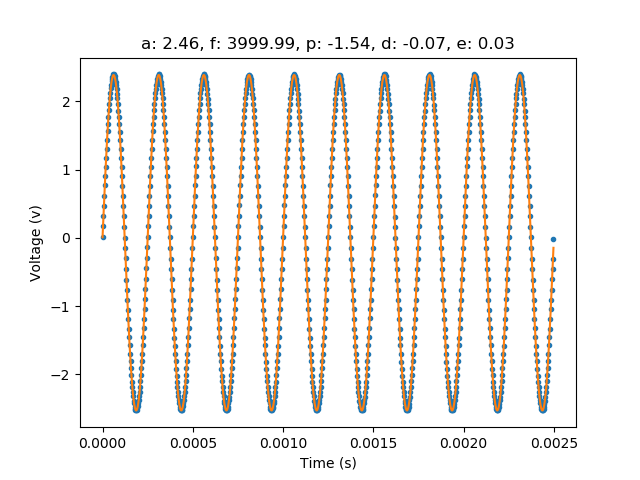 a: 2.46, f: 3999.99, p: -1.54, d: -0.07, e: 0.03
2
1
0
−1
−2
Voltage (v)
0.0000 0.0005 0.0010 0.0015 0.0020 0.0025
Time (s)